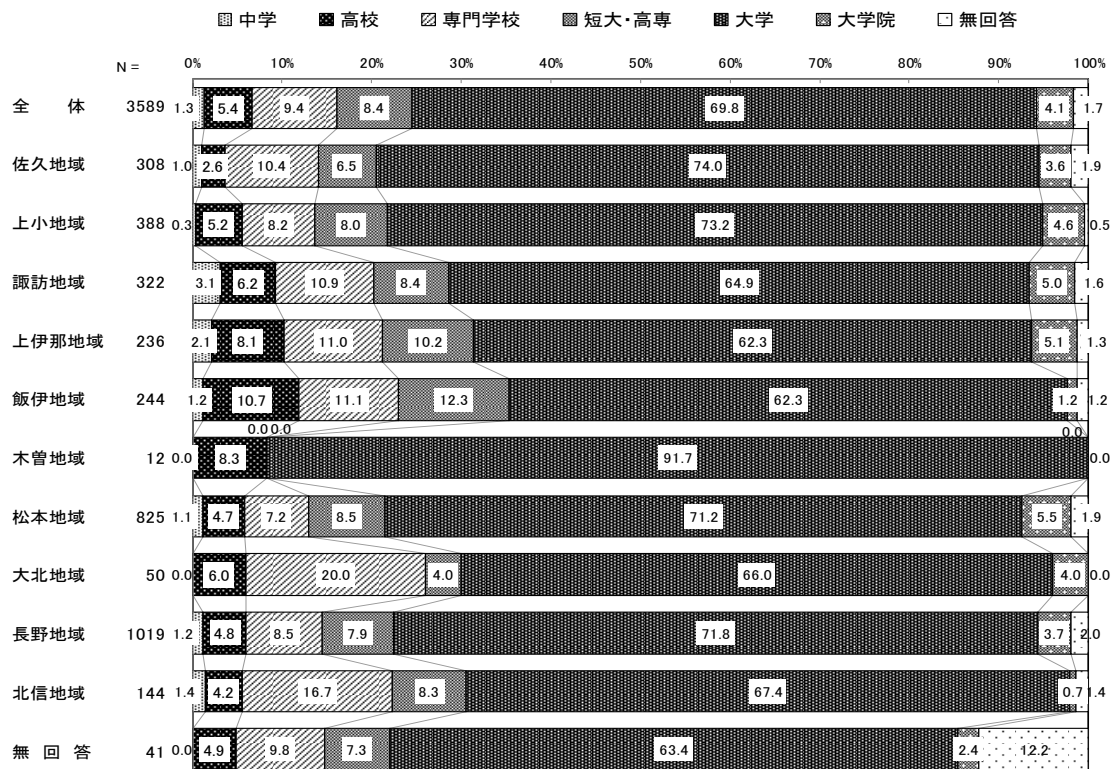 中学 高校 専門学校 短大・高専 大学 大学院 無回答
N = 0% 10% 20% 30% 40% 50% 60% 70% 80% 90% 100%
全 体 3589 1.3 5.4 9.4 8.4 69.8 4.1 1.7
佐久地域 308 1.0 2.6 10.4 6.5 74.0 3.6 1.9
上小地域 388 0.3 5.2 8.2 8.0 73.2 4.6 0.5
諏訪地域 322 3.1 6.2 10.9 8.4 64.9 5.0 1.6
上伊那地域 236 2.1 8.1 11.0 10.2 62.3 5.1 1.3
飯伊地域 244 1.2 10.7 11.1 12.3 62.3 1.2 1.2
0.0 0.0 0.0
木曽地域 12 0.0 8.3 91.7 0.0
松本地域 825 1.1 4.7 7.2 8.5 71.2 5.5 1.9
大北地域 50 0.0 6.0 20.0 4.0 66.0 4.0 0.0
長野地域 1019 1.2 4.8 8.5 7.9 71.8 3.7 2.0
北信地域 144 1.4 4.2 16.7 8.3 67.4 0.7 1.4
無 回 答 41 0.0 4.9 9.8 7.3 63.4 2.4 12.2